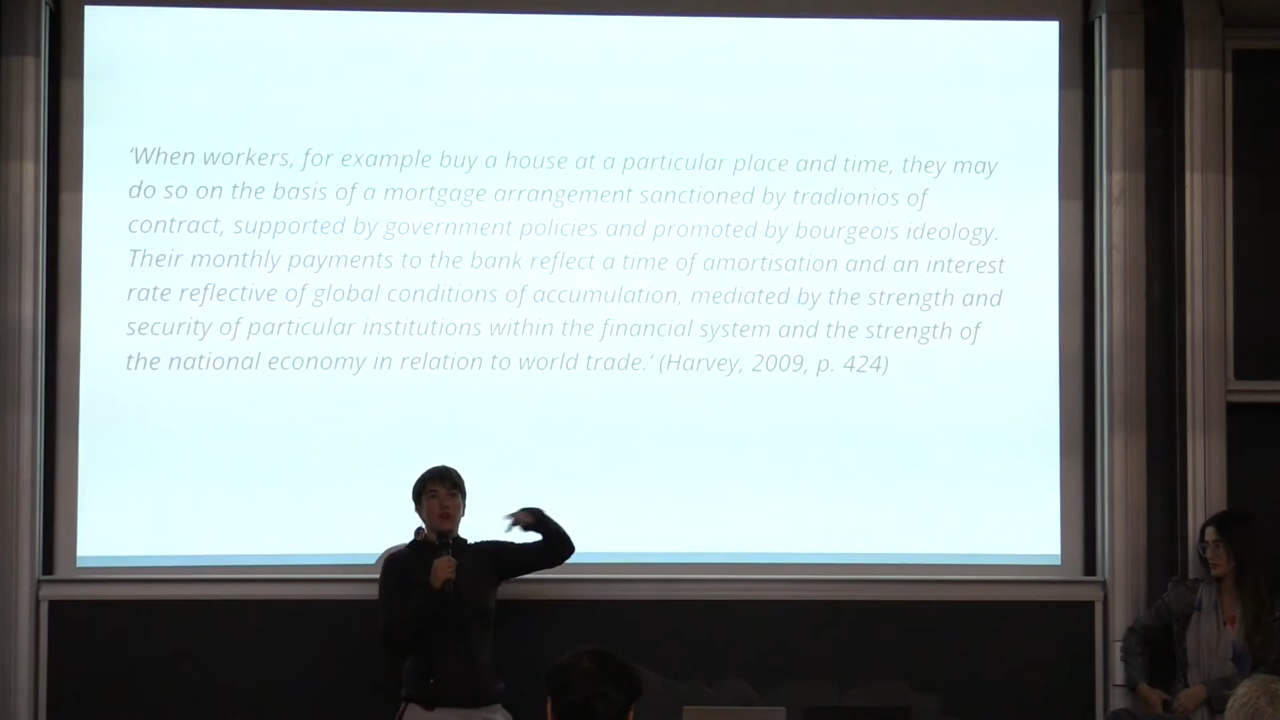 ‘When workers, for example buy a house at a particular place and time, they may
do so on the basis of a mortgage arrangement sanctioned by tradionios of
contract, supported by government policies and promoted by bourgeois ideology.
Their monthly payments to the bank reflect a time of amortisation and an interest
rate reflective of global conditions of accumulation, mediated by the strength and
security of particular institutions within the financial system and the strength of
the national economy in relation to world trade.‘ (Harvey, 2009, p. 424)